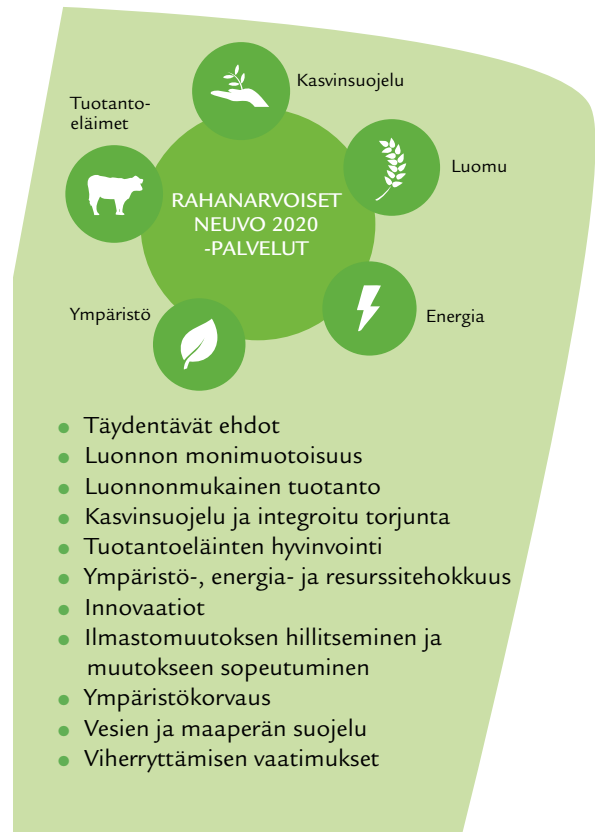 Kasvinsuojelu
Tuotanto-
eläimet
Luomu
RAHANARVOISET
NEUVO 2020
-PALVELUT
Ympäristö
Energia
• Täydentävät ehdot
• Luonnon monimuotoisuus
• Luonnonmukainen tuotanto
• Kasvinsuojelu ja integroitu torjunta
• Tuotantoeläinten hyvinvointi
• Ympäristö-, energia- ja resurssitehokkuus
• Innovaatiot
• Ilmastomuutoksen hillitseminen ja
muutokseen sopeutuminen
• Ympäristökorvaus
• Vesien ja maaperän suojelu
• Viherryttämisen vaatimukset